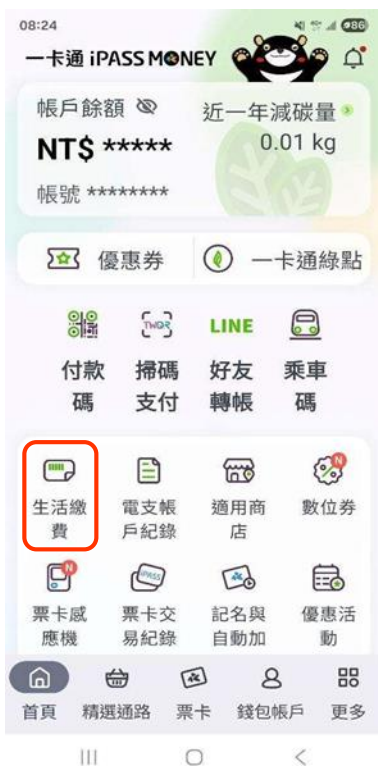 08:24
86
一卡通 iPASS MONEY
帳戶餘額
近一年減碳量
NT$ *****
0.01 kg
帳號 ********
優惠券
一卡通綠點
TWQR
LINE
付款碼
掃碼支付
好友轉帳
乘車碼
N
生活繳費
電支帳戶紀錄
適用商店
數位券
N
iPASS
票卡感應機
票卡交易紀錄
記名與自動加
優惠活動
首頁
精選通路
票卡
錢包帳戶
更多